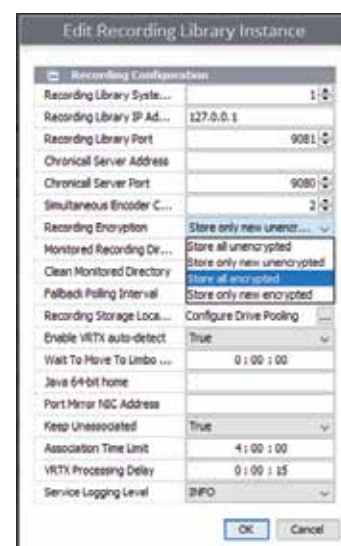 Edit Recording Library Instance
Recording Configuration
Recording Library Syste... 1
Recording Library IP Ad... 127.0.0.1
Recording Library Port 9081
Chronicall Server Address
Chronicall Server Port 9080
Simultaneous Encoder C... 2
Recording Encryption Store only new unencr...
Monitored Recording Dir... Store all unencrypted
Store only new unencrypted
Clean Monitored Directory Store all encrypted
Fallback Polling Interval Store only new encrypted
Recording Storage Loca... Configure Drive Pooling ...
Enable VRTX auto-detect True
Wait To Move To Limbo ... 0 : 00 : 00
Java 64-bit home
Port Mirror NIC Address
Keep Unassociated True
Association Time Limit 4 : 00 : 00
VRTX Processing Delay 0 : 00 : 15
Service Logging Level INFO
OK Cancel